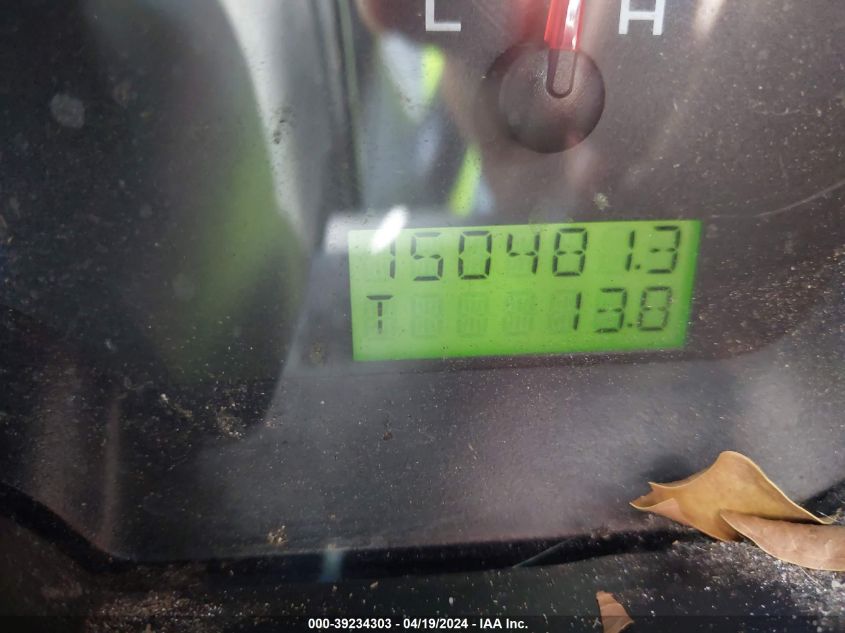 L H
150481.3
T 13.8
000-39234303 - 04/19/2024 - IAA Inc.